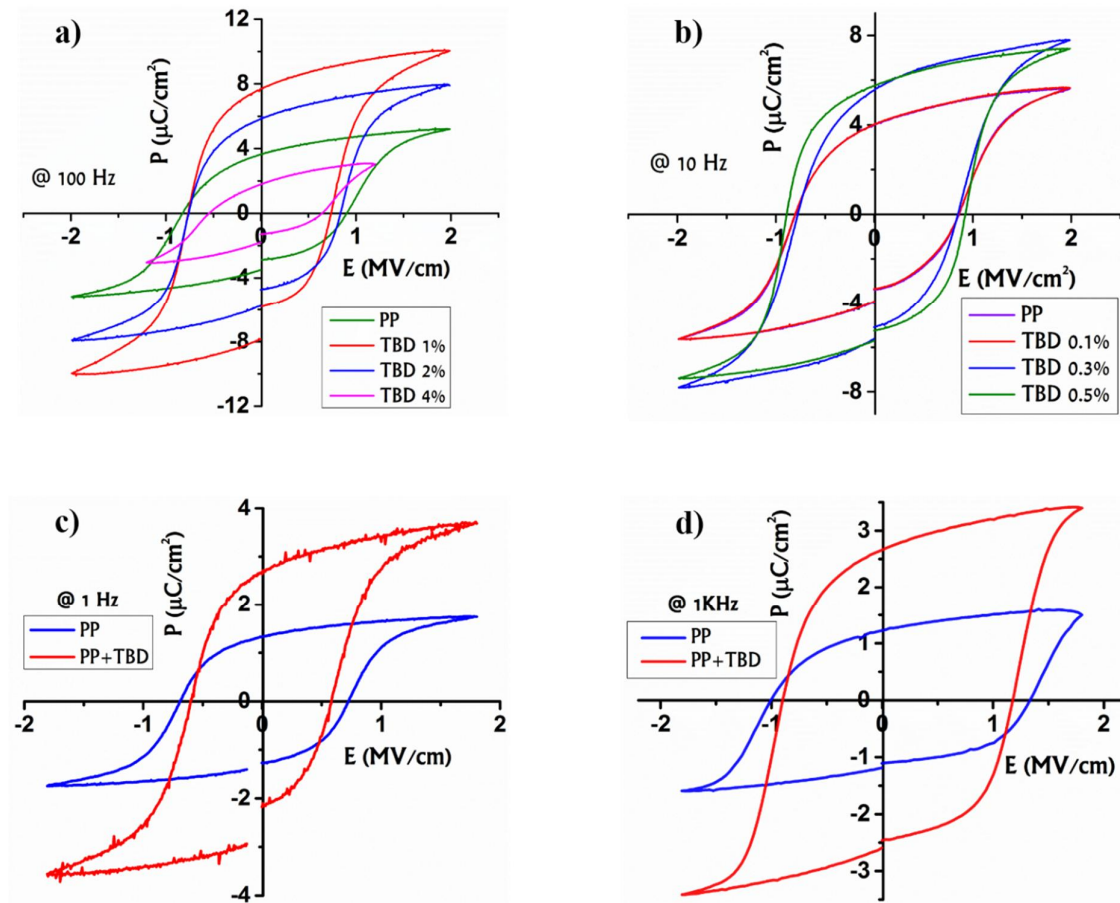 a)
12
8
4
0
-4
-8
-12
-2
-1
0
1
2
P (µC/cm²)
E (MV/cm)
@ 100 Hz
PP
TBD 1%
TBD 2%
TBD 4%
b)
8
4
0
-4
-8
-2
-1
0
1
2
P (µC/cm²)
E (MV/cm²)
@ 10 Hz
PP
TBD 0.1%
TBD 0.3%
TBD 0.5%
c)
4
2
0
-2
-4
-2
-1
0
1
2
P (µC/cm²)
E (MV/cm)
@ 1 Hz
PP
PP+TBD
d)
3
2
1
0
-1
-2
-3
-2
-1
0
1
2
P (µC/cm²)
E (MV/cm)
@ 1KHz
PP
PP+TBD